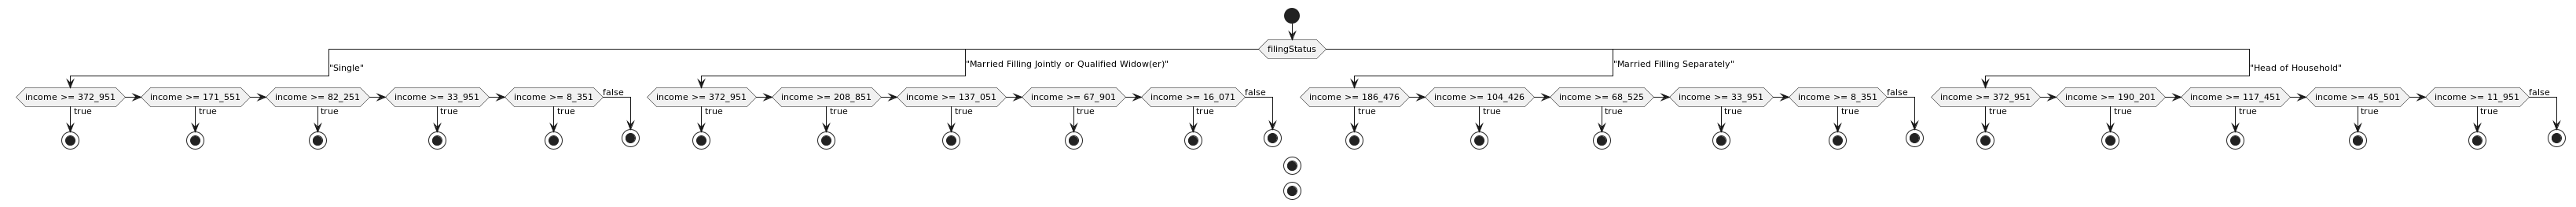 filingStatus
"Single"
"Married Filling Jointly or Qualified Widow(er)"
"Married Filling Separately"
"Head of Household"
income >= 372_951
true
income >= 171_551
true
income >= 82_251
true
income >= 33_951
true
income >= 8_351
true
false
income >= 372_951
true
income >= 208_851
true
income >= 137_051
true
income >= 67_901
true
income >= 16_071
true
false
income >= 186_476
true
income >= 104_426
true
income >= 68_525
true
income >= 33_951
true
income >= 8_351
true
false
income >= 372_951
true
income >= 190_201
true
income >= 117_451
true
income >= 45_501
true
income >= 11_951
true
false